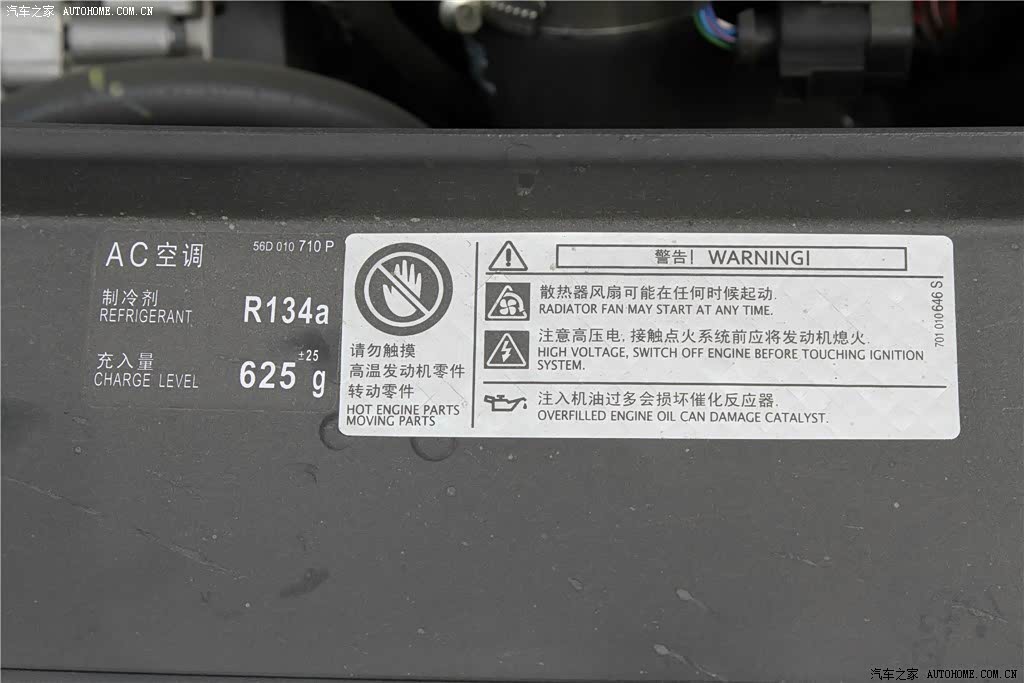 汽车之家 AUTOHOME.COM.CN
AC空调
56D 010 710 P
制冷剂
REFRIGERANT
R134a
充入量
CHARGE LEVEL
625 ±25 g
请勿触摸
高温发动机零件
转动零件
HOT ENGINE PARTS
MOVING PARTS
警告! WARNING!
散热器风扇可能在任何时候起动.
RADIATOR FAN MAY START AT ANY TIME.
注意高压电, 接触点火系统前应将发动机熄火.
HIGH VOLTAGE, SWITCH OFF ENGINE BEFORE TOUCHING IGNITION
SYSTEM.
注入机油过多会损坏催化反应器.
OVERFILLED ENGINE OIL CAN DAMAGE CATALYST.
701 010 646 S
汽车之家 AUTOHOME.COM.CN